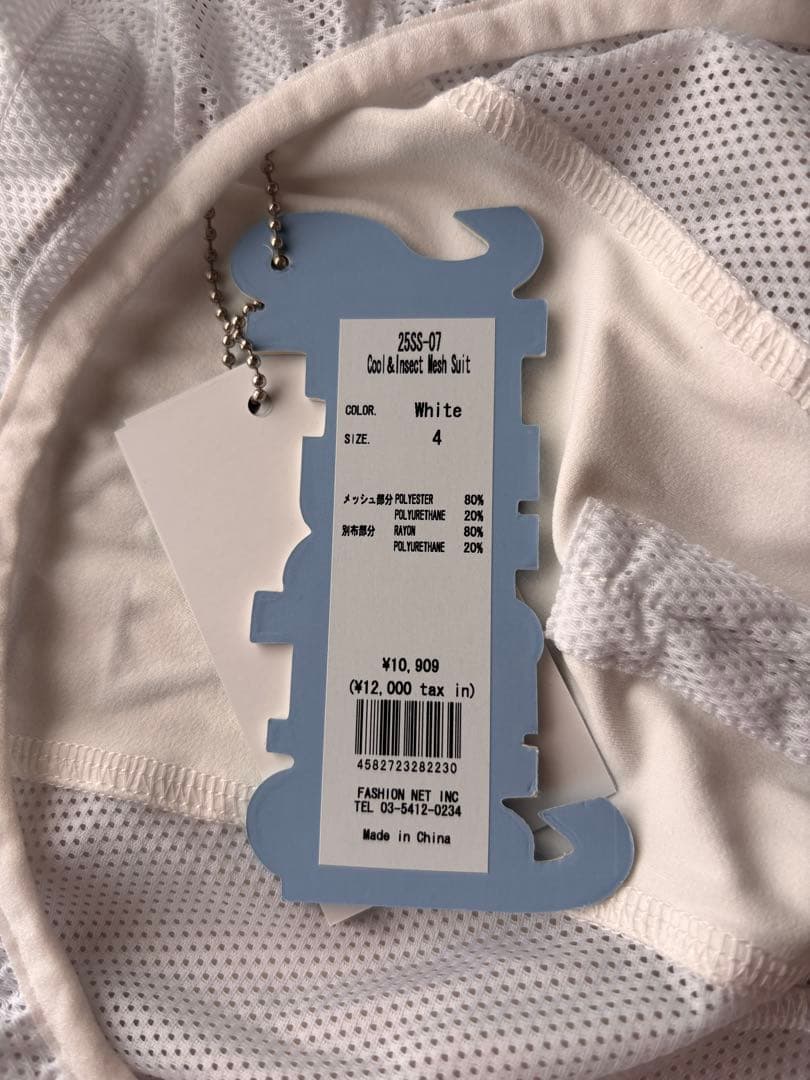 25SS-07
Cool&Insect Mesh Suit
COLOR. White
SIZE. 4
メッシュ部分 POLYESTER 80%
POLYURETHANE 20%
別布部分 RAYON 80%
POLYURETHANE 20%
¥10,909
(¥12,000 tax in)
4582723282230
FASHION NET INC
TEL 03-5412-0234
Made in China